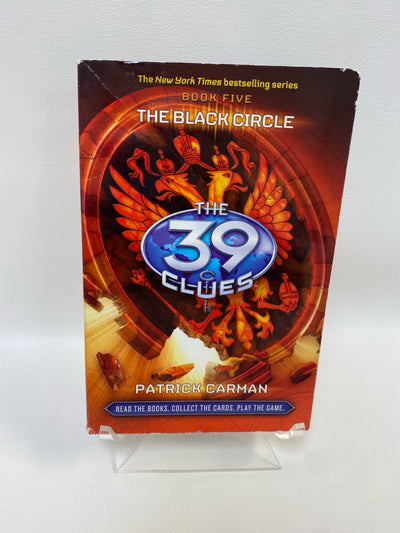 The New York Times bestselling series
BOOK FIVE
THE BLACK CIRCLE
THE
39
CLUES
PATRICK CARMAN
READ THE BOOKS. COLLECT THE CARDS. PLAY THE GAME.